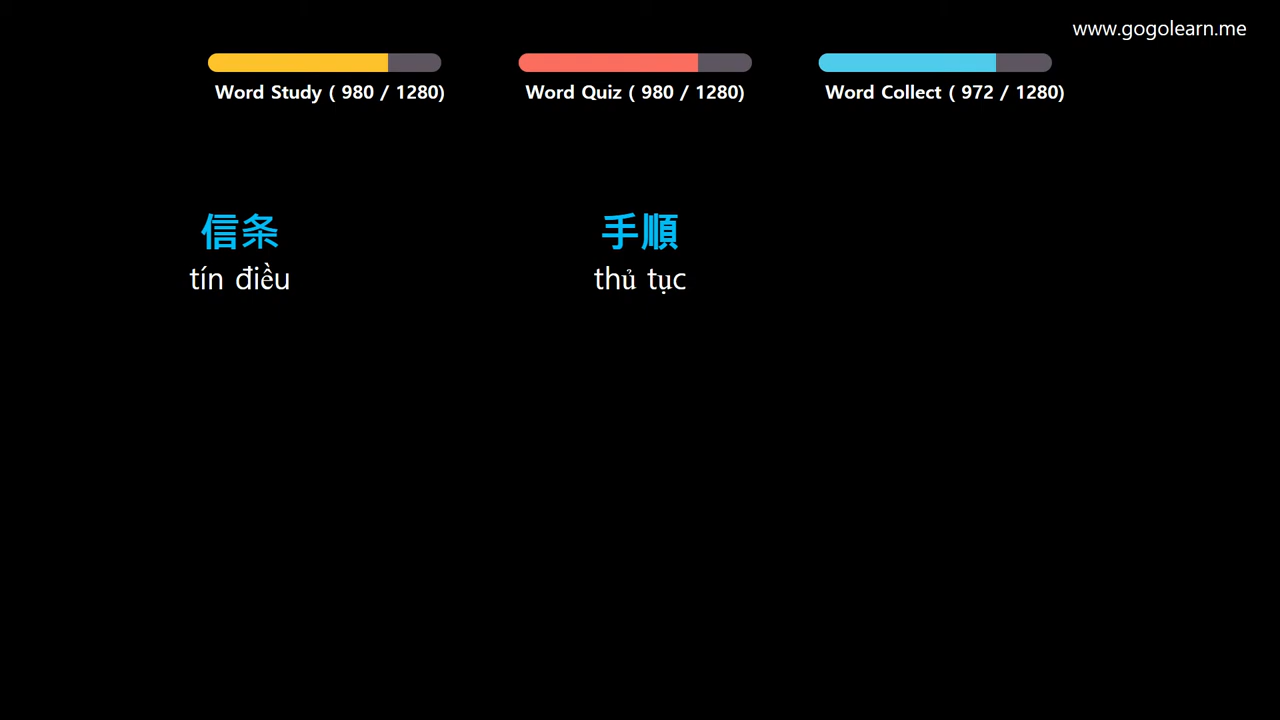 www.gogolearn.me
Word Study ( 980 / 1280)
Word Quiz ( 980 / 1280)
Word Collect ( 972 / 1280)
信条
tín điều
手順
thủ tục